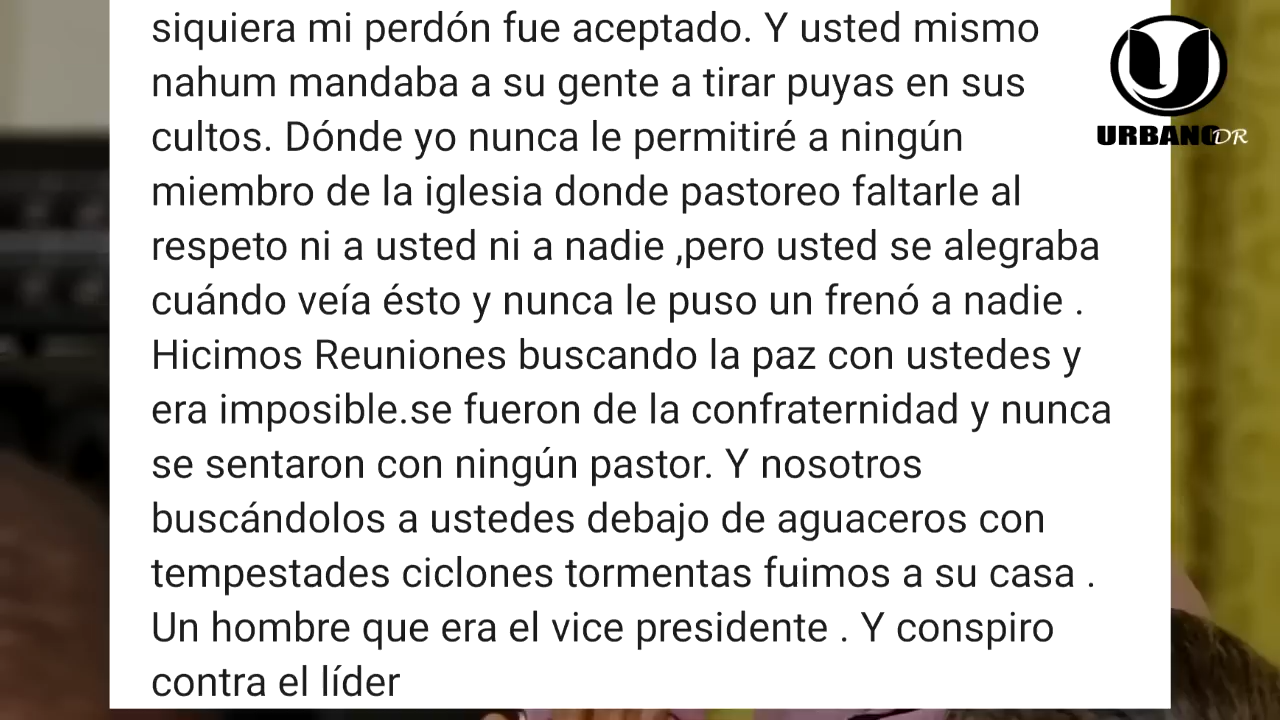 siquiera mi perdón fue aceptado. Y usted mismo
nahum mandaba a su gente a tirar puyas en sus
cultos. Dónde yo nunca le permitiré a ningún
miembro de la iglesia donde pastoreo faltarle al
respeto ni a usted ni a nadie ,pero usted se alegraba
cuándo veía ésto y nunca le puso un frenó a nadie .
Hicimos Reuniones buscando la paz con ustedes y
era imposible.se fueron de la confraternidad y nunca
se sentaron con ningún pastor. Y nosotros
buscándolos a ustedes debajo de aguaceros con
tempestades ciclones tormentas fuimos a su casa .
Un hombre que era el vice presidente . Y conspiro
contra el líder
URBANO DR